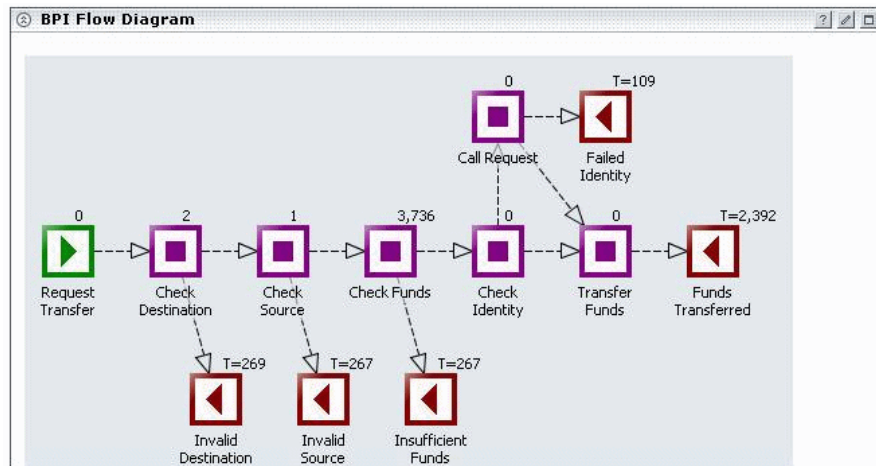 BPI Flow Diagram
?
0
T=109
Call Request
Failed
Identity
0
2
1
3,736
0
0
T=2,392
Request
Transfer
Check
Destination
Check
Source
Check Funds
Check
Identity
Transfer
Funds
Funds
Transferred
T=269
T=267
T=267
Invalid
Destination
Invalid
Source
Insufficient
Funds